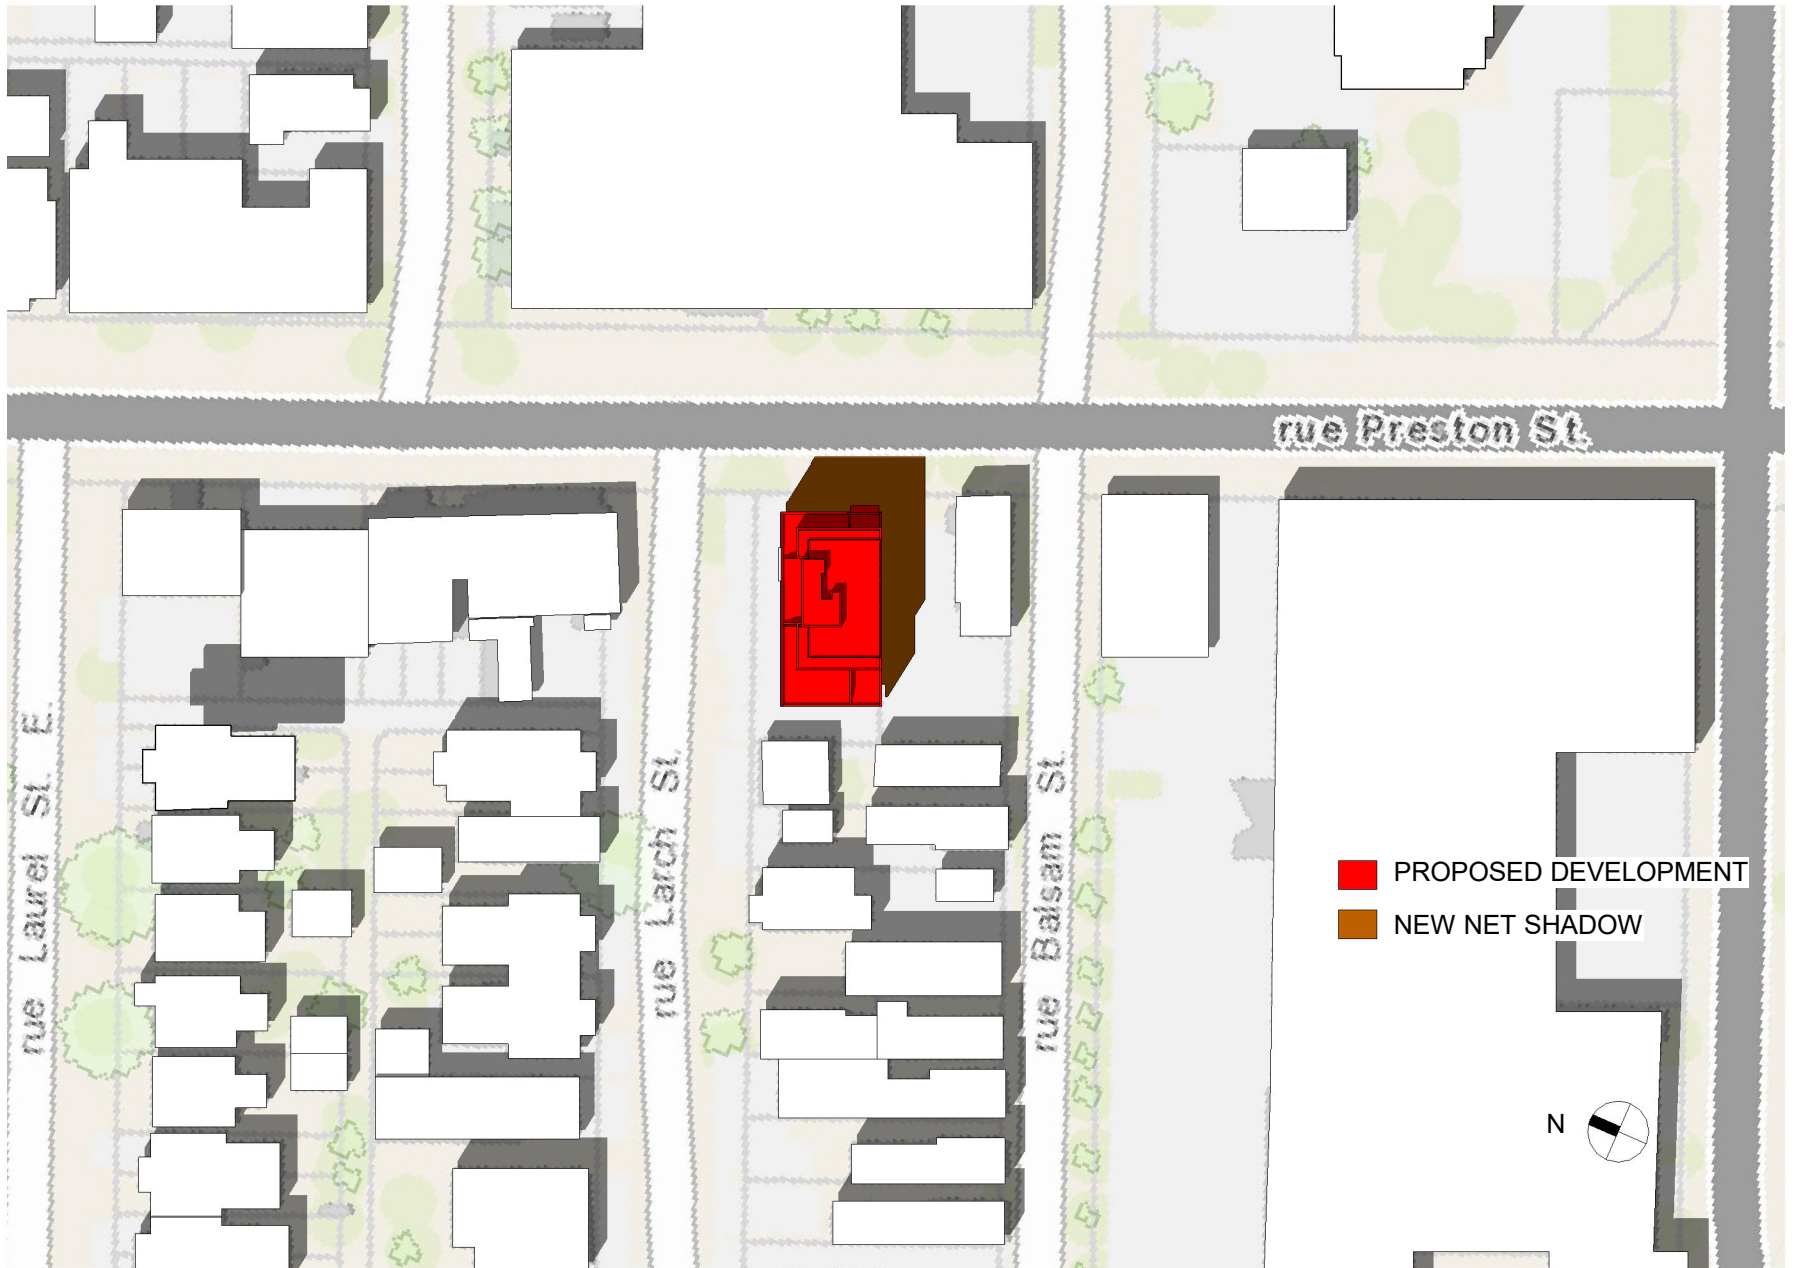 rue Preston St.
rue Laurel St. E.
rue Larch St.
rue Balsam St.
PROPOSED DEVELOPMENT
NEW NET SHADOW
N